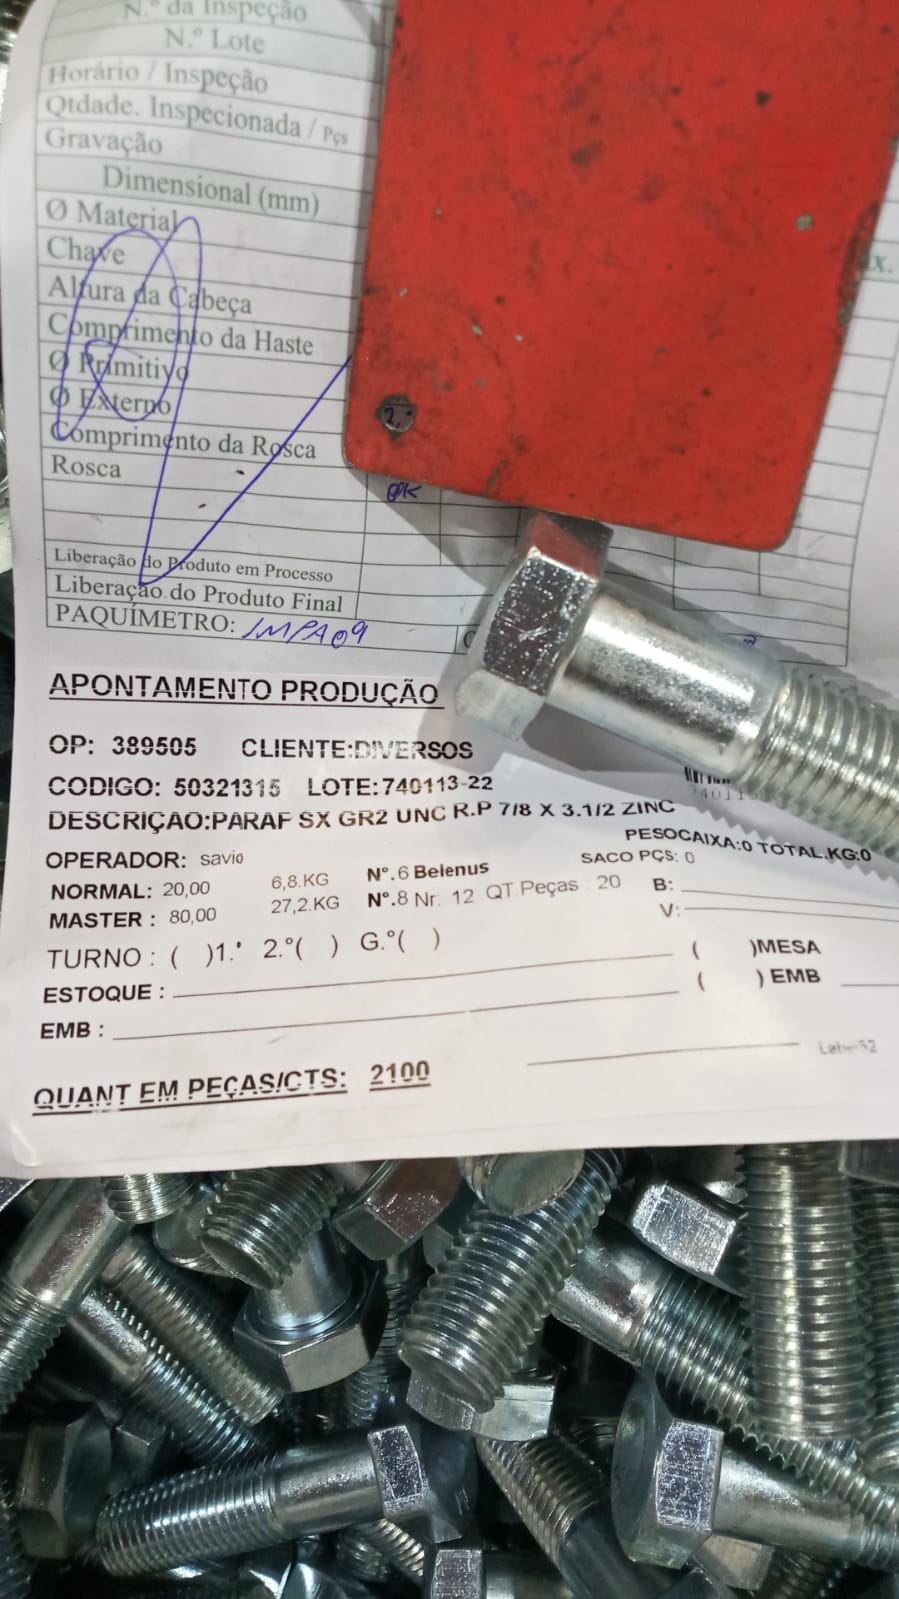 N.º da Inspeção
N.º Lote
Horário / Inspeção
Qtdade. Inspecionada / Pçs
Gravação
Dimensional (mm)
Ø Material
Chave
x.
Altura da Cabeça
Comprimento da Haste
Ø Primitivo
Ø Externo
Comprimento da Rosca
Rosca
OK
Liberação do Produto em Processo
Liberação do Produto Final
PAQUÍMETRO: IMPA09
APONTAMENTO PRODUÇÃO
OP: 389505 CLIENTE:DIVERSOS
CODIGO: 50321315 LOTE:740113-22
DESCRIÇÃO:PARAF SX GR2 UNC R.P 7/8 X 3.1/2 ZINC
PESOCAIXA:0 TOTAL.KG:0
OPERADOR: savio
SACO PÇS: 0
NORMAL: 20,00 6,8.KG Nº.6 Belenus
MASTER : 80,00 27,2.KG Nº.8 Nr. 12 QT Peças : 20 B:
V:
TURNO : ( )1.º 2.º( ) G.º( )
( )MESA
ESTOQUE :
( ) EMB
EMB :
QUANT EM PEÇAS/CTS: 2100